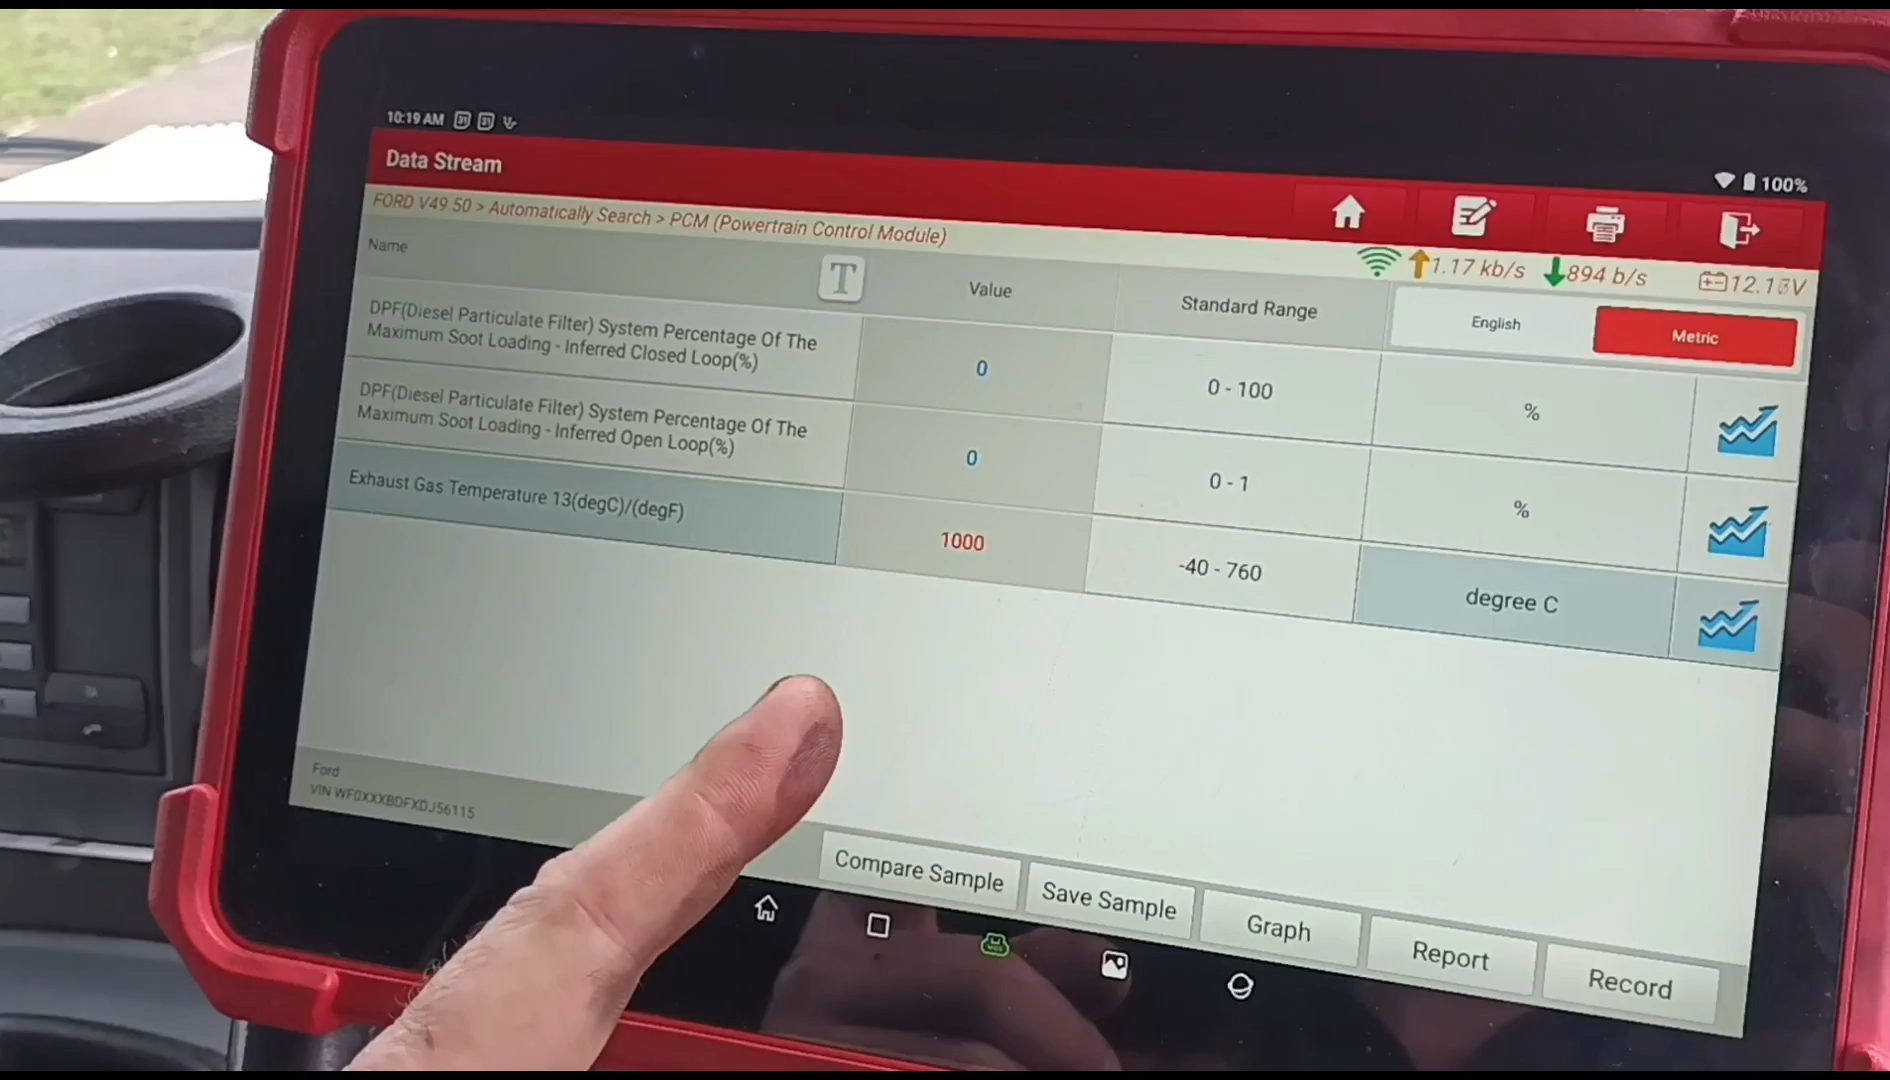 10:19 AM
100%
Data Stream
FORD V49.50 > Automatically Search > PCM (Powertrain Control Module)
1.17 kb/s 894 b/s
Name T Value Standard Range English Metric
DPF(Diesel Particulate Filter) System Percentage Of The
Maximum Soot Loading - Inferred Closed Loop(%)
0 0 - 100 %
DPF(Diesel Particulate Filter) System Percentage Of The
Maximum Soot Loading - Inferred Open Loop(%)
0 0 - 1 %
Exhaust Gas Temperature 13(degC)/(degF) 1000 -40 - 760 degree C
Ford
VIN WF0XXXBDFXDJ56115
Compare Sample Save Sample Graph Report Record